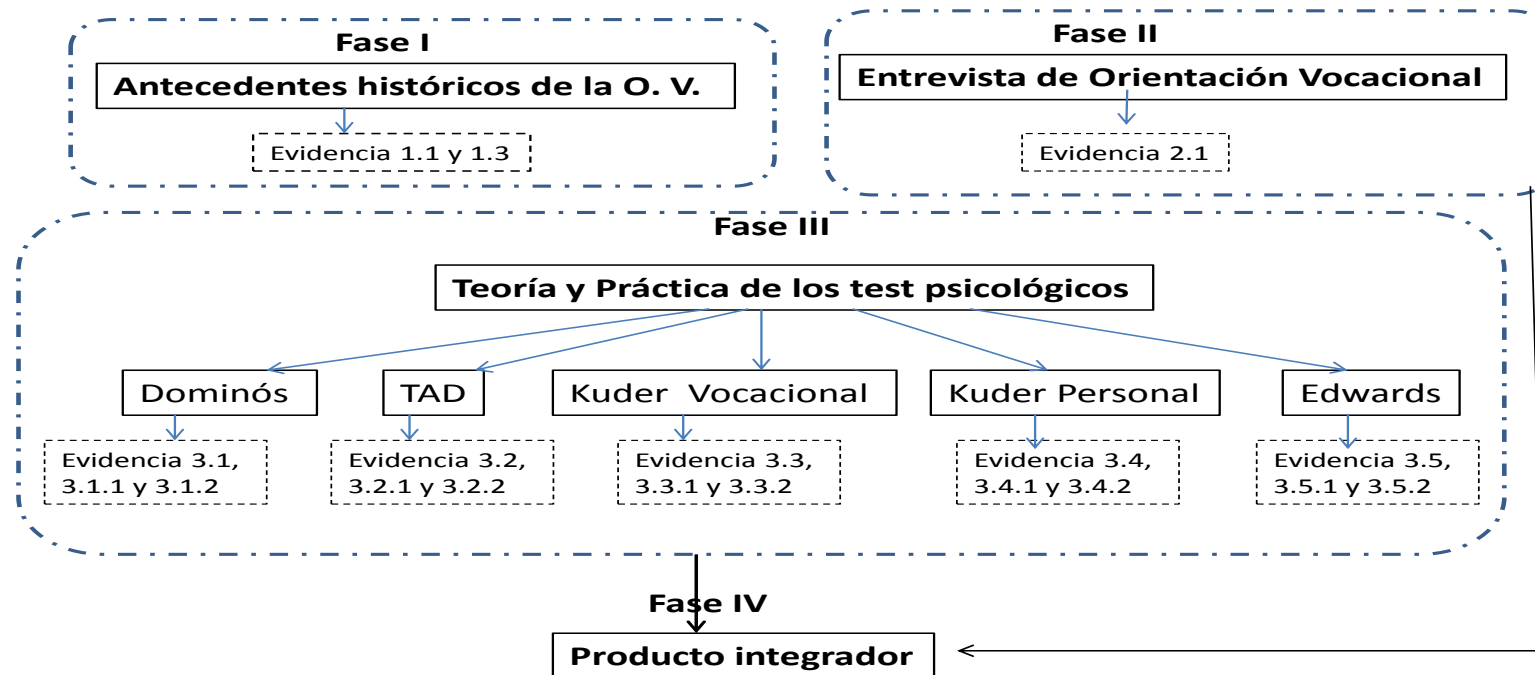 Fase I
Antecedentes históricos de la O. V.
Evidencia 1.1 y 1.3
Fase II
Entrevista de Orientación Vocacional
Evidencia 2.1
Fase III
Teoría y Práctica de los test psicológicos
Dominós
TAD
Kuder Vocacional
Kuder Personal
Edwards
Evidencia 3.1,
3.1.1 y 3.1.2
Evidencia 3.2,
3.2.1 y 3.2.2
Evidencia 3.3,
3.3.1 y 3.3.2
Evidencia 3.4,
3.4.1 y 3.4.2
Evidencia 3.5,
3.5.1 y 3.5.2
Fase IV
Producto integrador